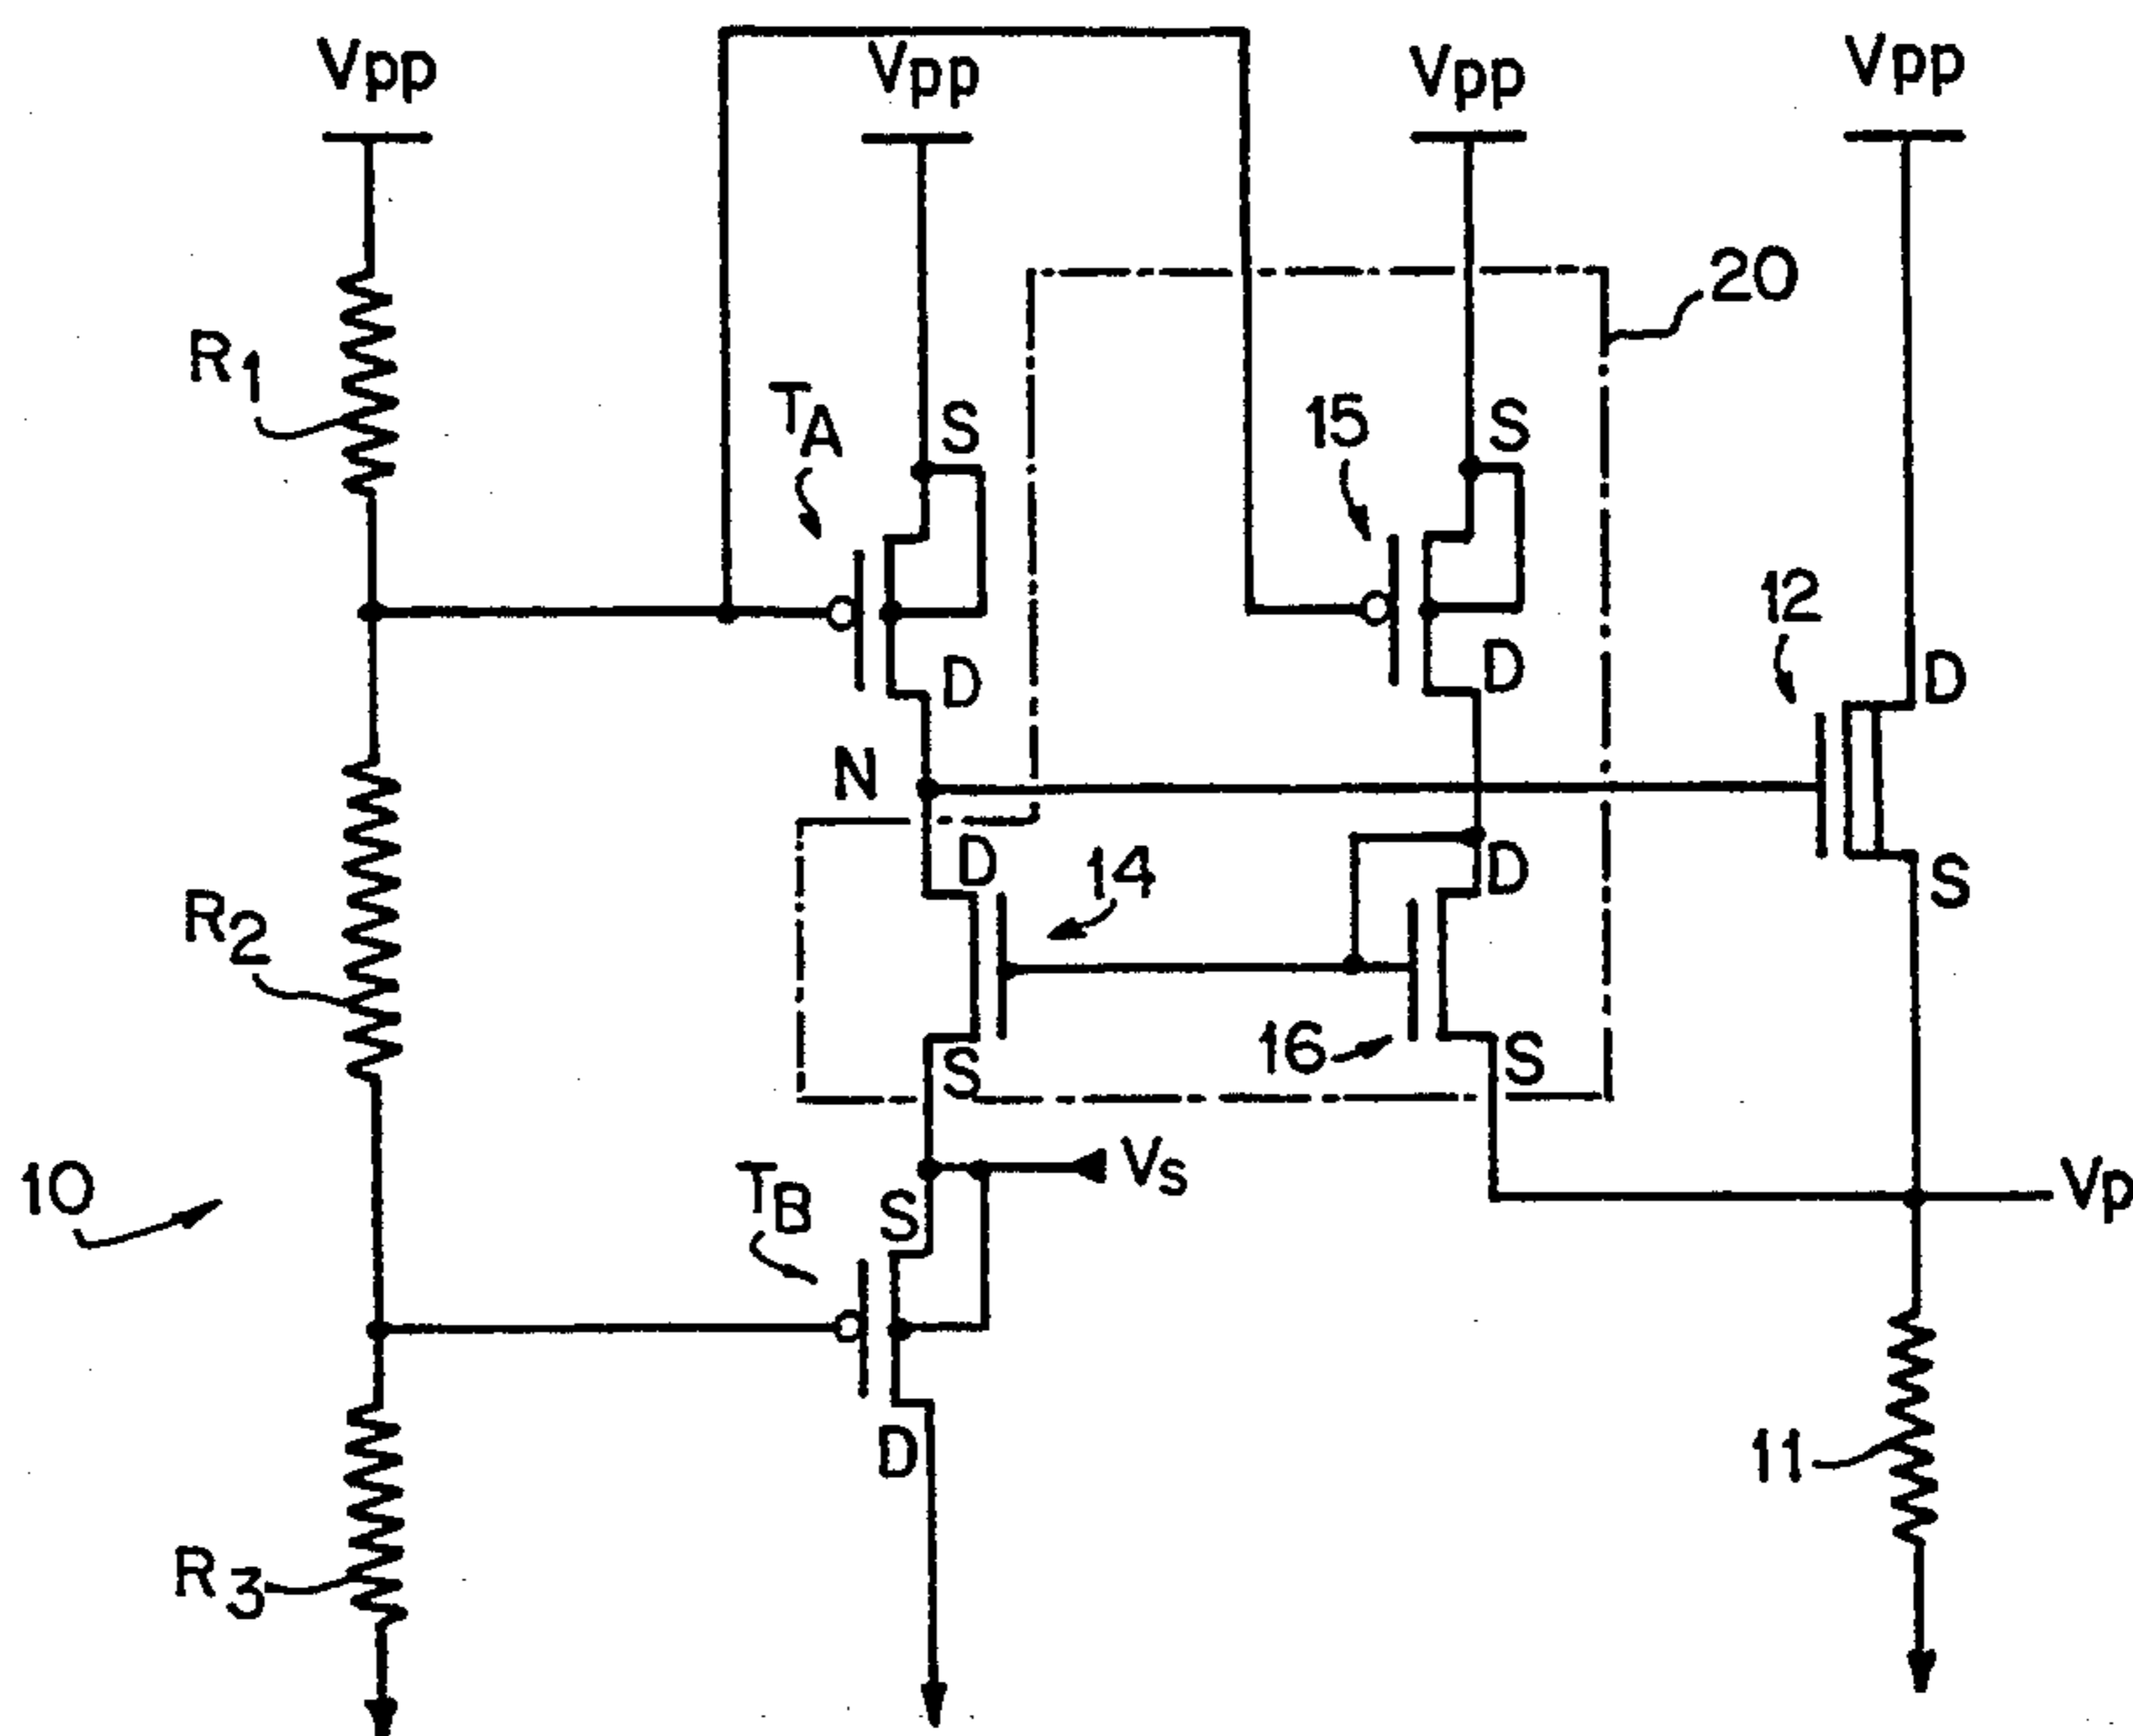 Vpp Vpp Vpp Vpp
20
R1
TA S 15 S
12
D D D
N
D 14 D S
R2
16 S
S
10 TB S Vs Vp
D 11
R3